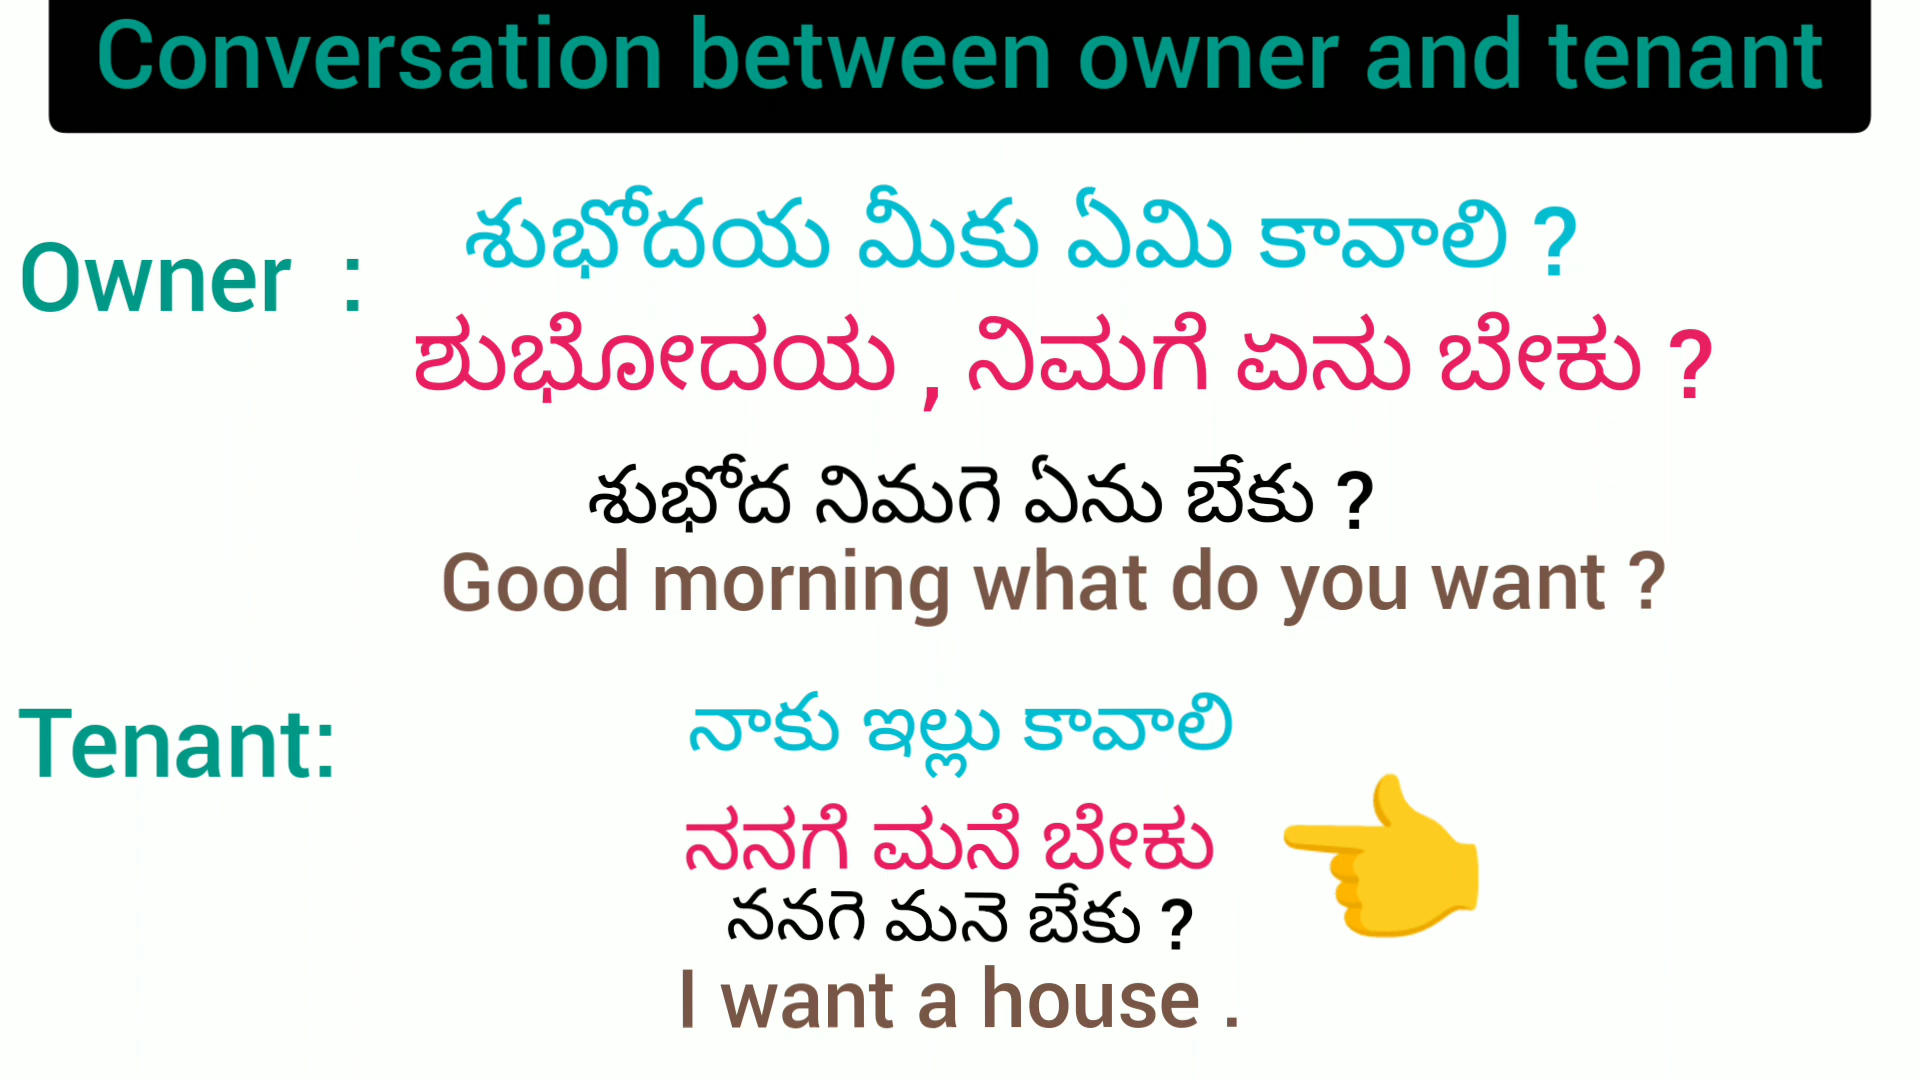 Conversation between owner and tenant
Owner :
శుభోదయ మీకు ఏమి కావాలి ?
ಶುಭೋದಯ , ನಿಮಗೆ ಏನು ಬೇಕು ?
శుభోద నిమగె ఏను బేకు ?
Good morning what do you want ?
Tenant:
నాకు ఇల్లు కావాలి
ನನಗೆ ಮನೆ ಬೇಕು
ననగె మనె బేకు ?
I want a house .